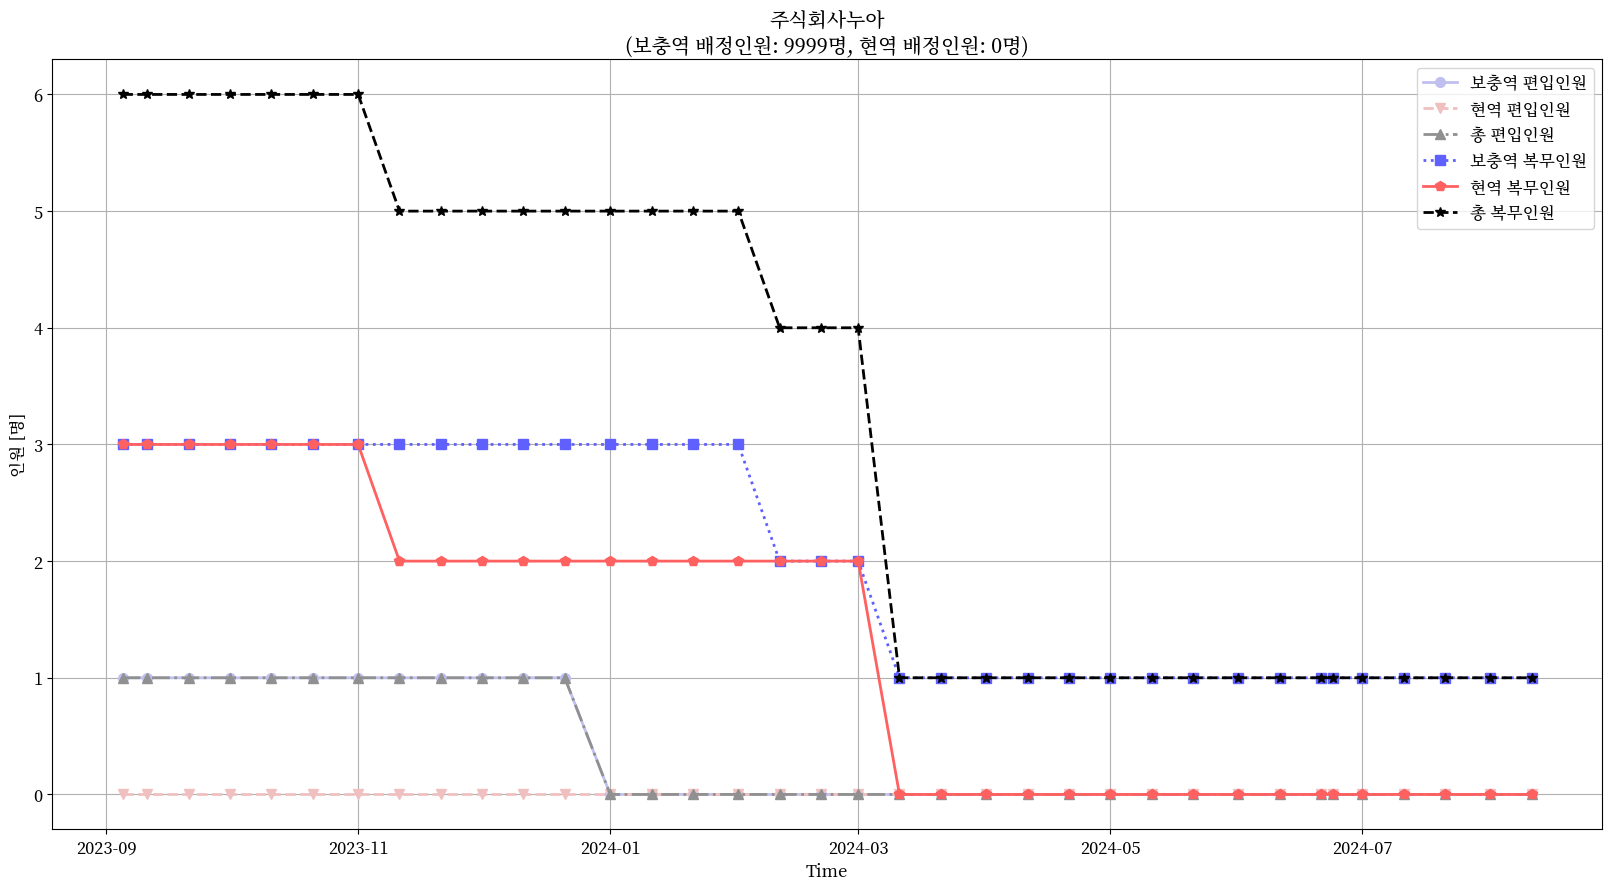 주식회사누아
(보충역 배정인원: 9999명, 현역 배정인원: 0명)
보충역 편입인원
현역 편입인원
총 편입인원
보충역 복무인원
현역 복무인원
총 복무인원
인원 [명]
6
5
4
3
2
1
0
2023-09
2023-11
2024-01
2024-03
2024-05
2024-07
Time